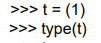 >>> t = (1)
>>> type(t)